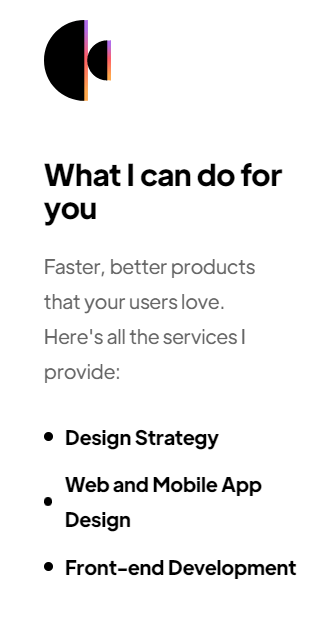 What I can do for
you
Faster, better products
that your users love.
Here's all the services I
provide:
Design Strategy
Web and Mobile App
Design
Front-end Development